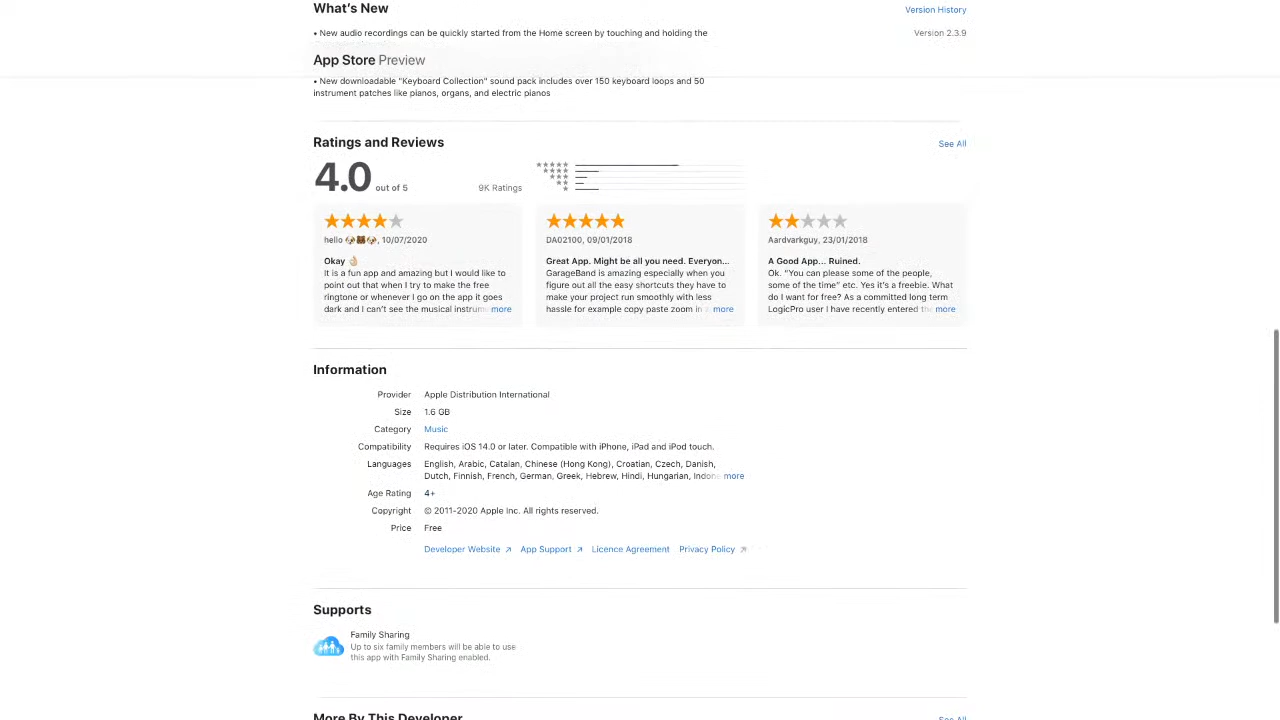 What's New
Version History
• New audio recordings can be quickly started from the Home screen by touching and holding the
Version 2.3.9
App Store Preview
• New downloadable "Keyboard Collection" sound pack includes over 150 keyboard loops and 50
instrument patches like pianos, organs, and electric pianos
Ratings and Reviews
See All
4.0 out of 5
9K Ratings
hello 🐶🐻🐶, 10/07/2020
Okay 👌🏼
It is a fun app and amazing but I would like to
point out that when I try to make the free
ringtone or whenever I go on the app it goes
dark and I can't see the musical instrum more
DA02100, 09/01/2018
Great App. Might be all you need. Everyon...
GarageBand is amazing especially when you
figure out all the easy shortcuts they have to
make your project run smoothly with less
hassle for example copy paste zoom in more
Aardvarkguy, 23/01/2018
A Good App... Ruined.
Ok. "You can please some of the people,
some of the time" etc. Yes it's a freebie. What
do I want for free? As a committed long term
LogicPro user I have recently entered more
Information
Provider Apple Distribution International
Size 1.6 GB
Category Music
Compatibility Requires iOS 14.0 or later. Compatible with iPhone, iPad and iPod touch.
Languages English, Arabic, Catalan, Chinese (Hong Kong), Croatian, Czech, Danish,
Dutch, Finnish, French, German, Greek, Hebrew, Hindi, Hungarian, Indone more
Age Rating 4+
Copyright © 2011-2020 Apple Inc. All rights reserved.
Price Free
Developer Website ↗ App Support ↗ Licence Agreement Privacy Policy ↗
Supports
Family Sharing
Up to six family members will be able to use
this app with Family Sharing enabled.
More By This Developer
See All